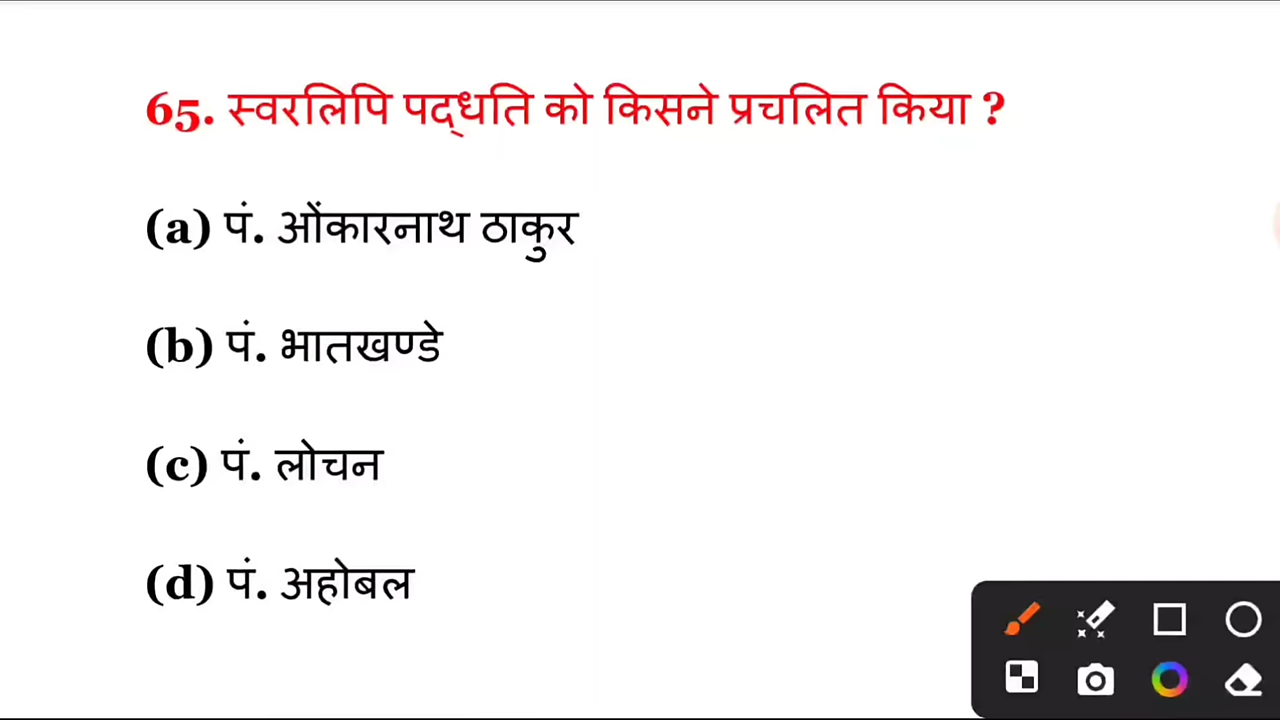 65. स्वरलिपि पद्धति को किसने प्रचलित किया ?
(a) पं. ओंकारनाथ ठाकुर
(b) पं. भातखण्डे
(c) पं. लोचन
(d) पं. अहोबल